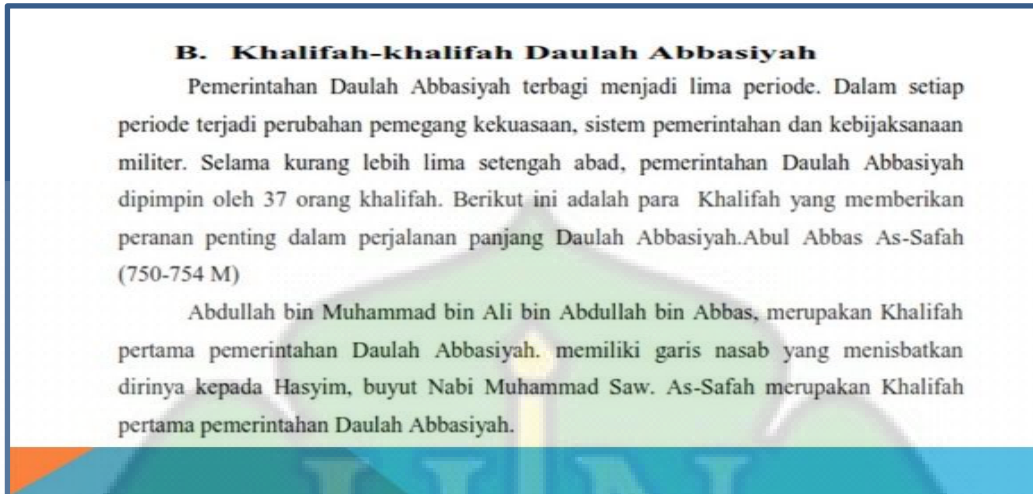 B. Khalifah-khalifah Daulah Abbasiyah
Pemerintahan Daulah Abbasiyah terbagi menjadi lima periode. Dalam setiap
periode terjadi perubahan pemegang kekuasaan, sistem pemerintahan dan kebijaksanaan
militer. Selama kurang lebih lima setengah abad, pemerintahan Daulah Abbasiyah
dipimpin oleh 37 orang khalifah. Berikut ini adalah para Khalifah yang memberikan
peranan penting dalam perjalanan panjang Daulah Abbasiyah.Abul Abbas As-Safah
(750-754 M)
Abdullah bin Muhammad bin Ali bin Abdullah bin Abbas, merupakan Khalifah
pertama pemerintahan Daulah Abbasiyah. memiliki garis nasab yang menisbatkan
dirinya kepada Hasyim, buyut Nabi Muhammad Saw. As-Safah merupakan Khalifah
pertama pemerintahan Daulah Abbasiyah.